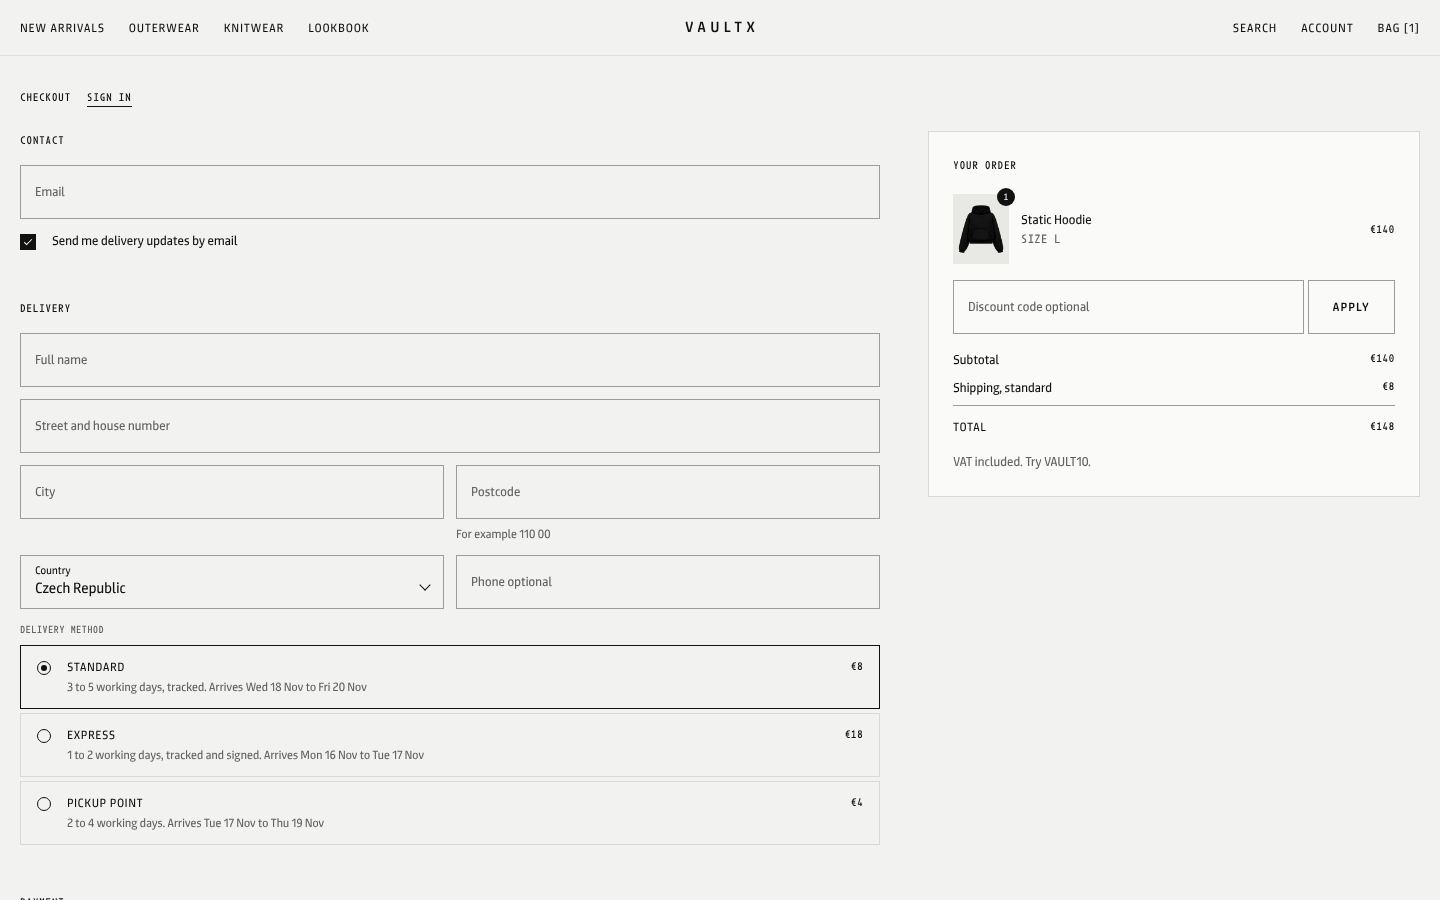 NEW ARRIVALS OUTERWEAR KNITWEAR LOOKBOOK VAULTX SEARCH ACCOUNT BAG [1]
CHECKOUT SIGN IN
CONTACT
Email
Send me delivery updates by email
DELIVERY
Full name
Street and house number
City Postcode
For example 110 00
Country
Czech Republic
Phone optional
DELIVERY METHOD
STANDARD €8
3 to 5 working days, tracked. Arrives Wed 18 Nov to Fri 20 Nov
EXPRESS €18
1 to 2 working days, tracked and signed. Arrives Mon 16 Nov to Tue 17 Nov
PICKUP POINT €4
2 to 4 working days. Arrives Tue 17 Nov to Thu 19 Nov
YOUR ORDER
1
Static Hoodie
SIZE L
€140
Discount code optional APPLY
Subtotal €140
Shipping, standard €8
TOTAL €148
VAT included. Try VAULT10.